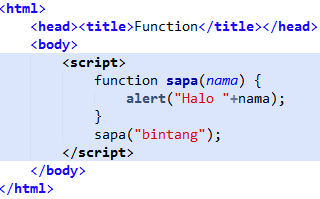 <html>
    <head><title>Function</title></head>
    <body>
        <script>
            function sapa(nama) {
                alert("Halo "+nama);
            }
            sapa("bintang");
        </script>
    </body>
</html>